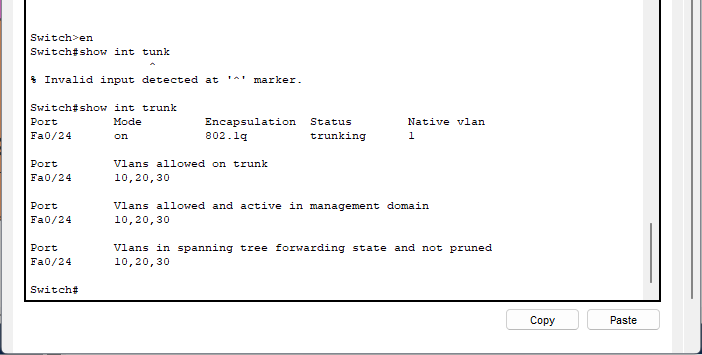 Switch>en
Switch#show int tunk
^
% Invalid input detected at '^' marker.
Switch#show int trunk
Port Mode Encapsulation Status Native vlan
Fa0/24 on 802.1q trunking 1
Port Vlans allowed on trunk
Fa0/24 10,20,30
Port Vlans allowed and active in management domain
Fa0/24 10,20,30
Port Vlans in spanning tree forwarding state and not pruned
Fa0/24 10,20,30
Switch#
Copy Paste